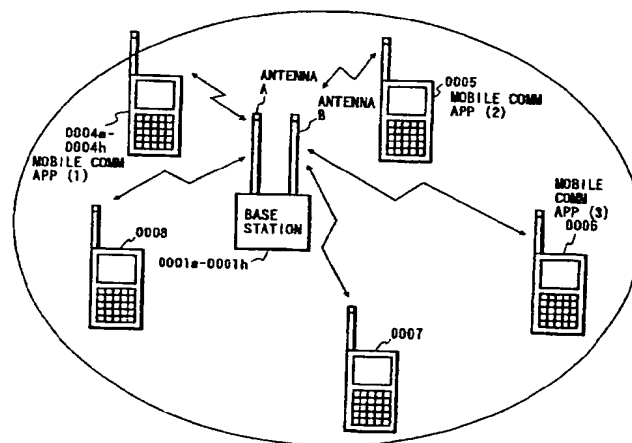 ANTENNA
A
ANTENNA
B
0005
MOBILE COMM
APP (2)
0004a-
0004h
MOBILE COMM
APP (1)
MOBILE
COMM
APP (3)
0006
BASE
STATION
0008
0001a-0001h
0007